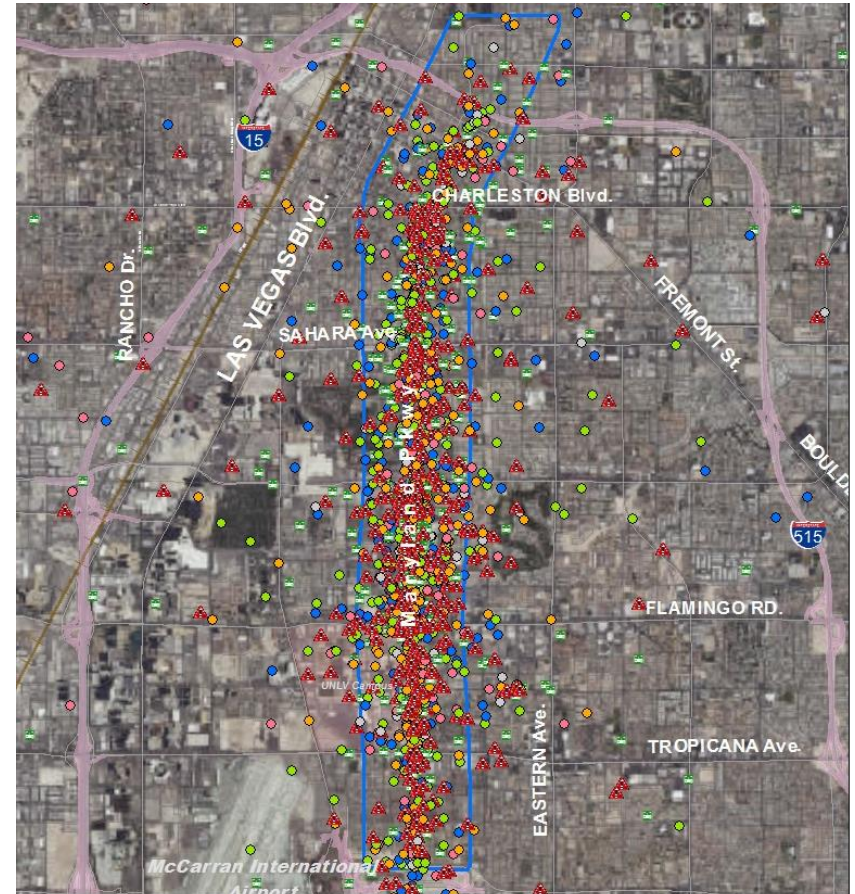 15
CHARLESTON Blvd.
RANCHO Dr.
LAS VEGAS Blvd.
FREMONT St.
SAHARA Ave
Maryland Pkwy
BOULD
515
FLAMINGO RD.
UNLV Campus
EASTERN Ave.
TROPICANA Ave.
McCarran International
Airport